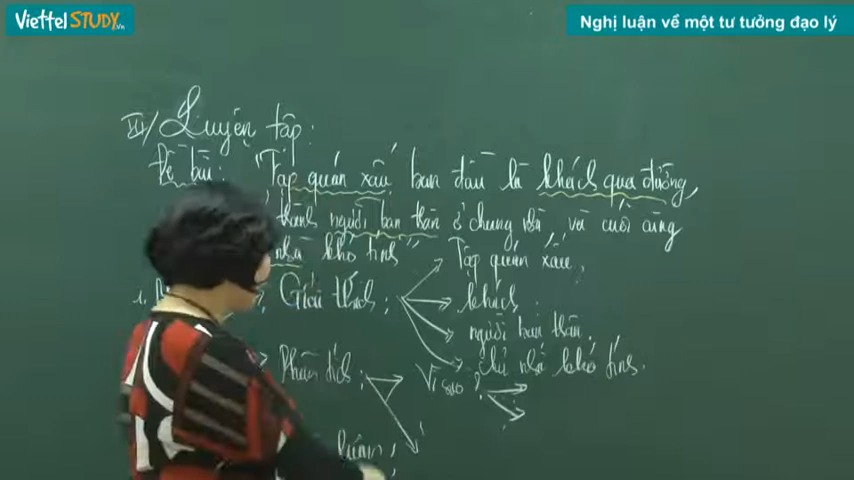 Viettel STUDY.vn
Nghị luận về một tư tưởng đạo lý
III/ Luyện tập:
Đề bài: "Tập quán xấu ban đầu là khách qua đường,
thành người bạn thân ở chung nhà và cuối cùng
nhà khó tính"
Tập quán xấu,
1. Giải thích; khách.
người bạn thân.
chủ nhà khó tính.
Phân tích; Vì sao?
luận;